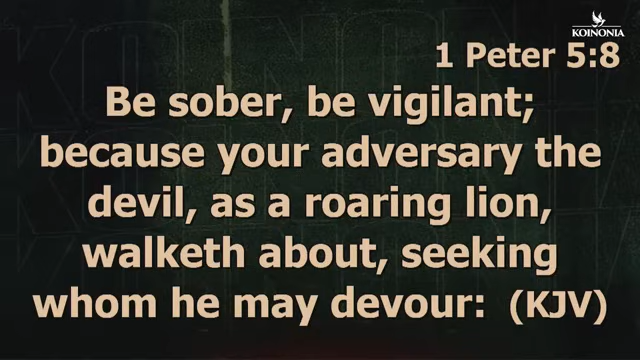 KOINONIA
1 Peter 5:8
Be sober, be vigilant;
because your adversary the
devil, as a roaring lion,
walketh about, seeking
whom he may devour: (KJV)